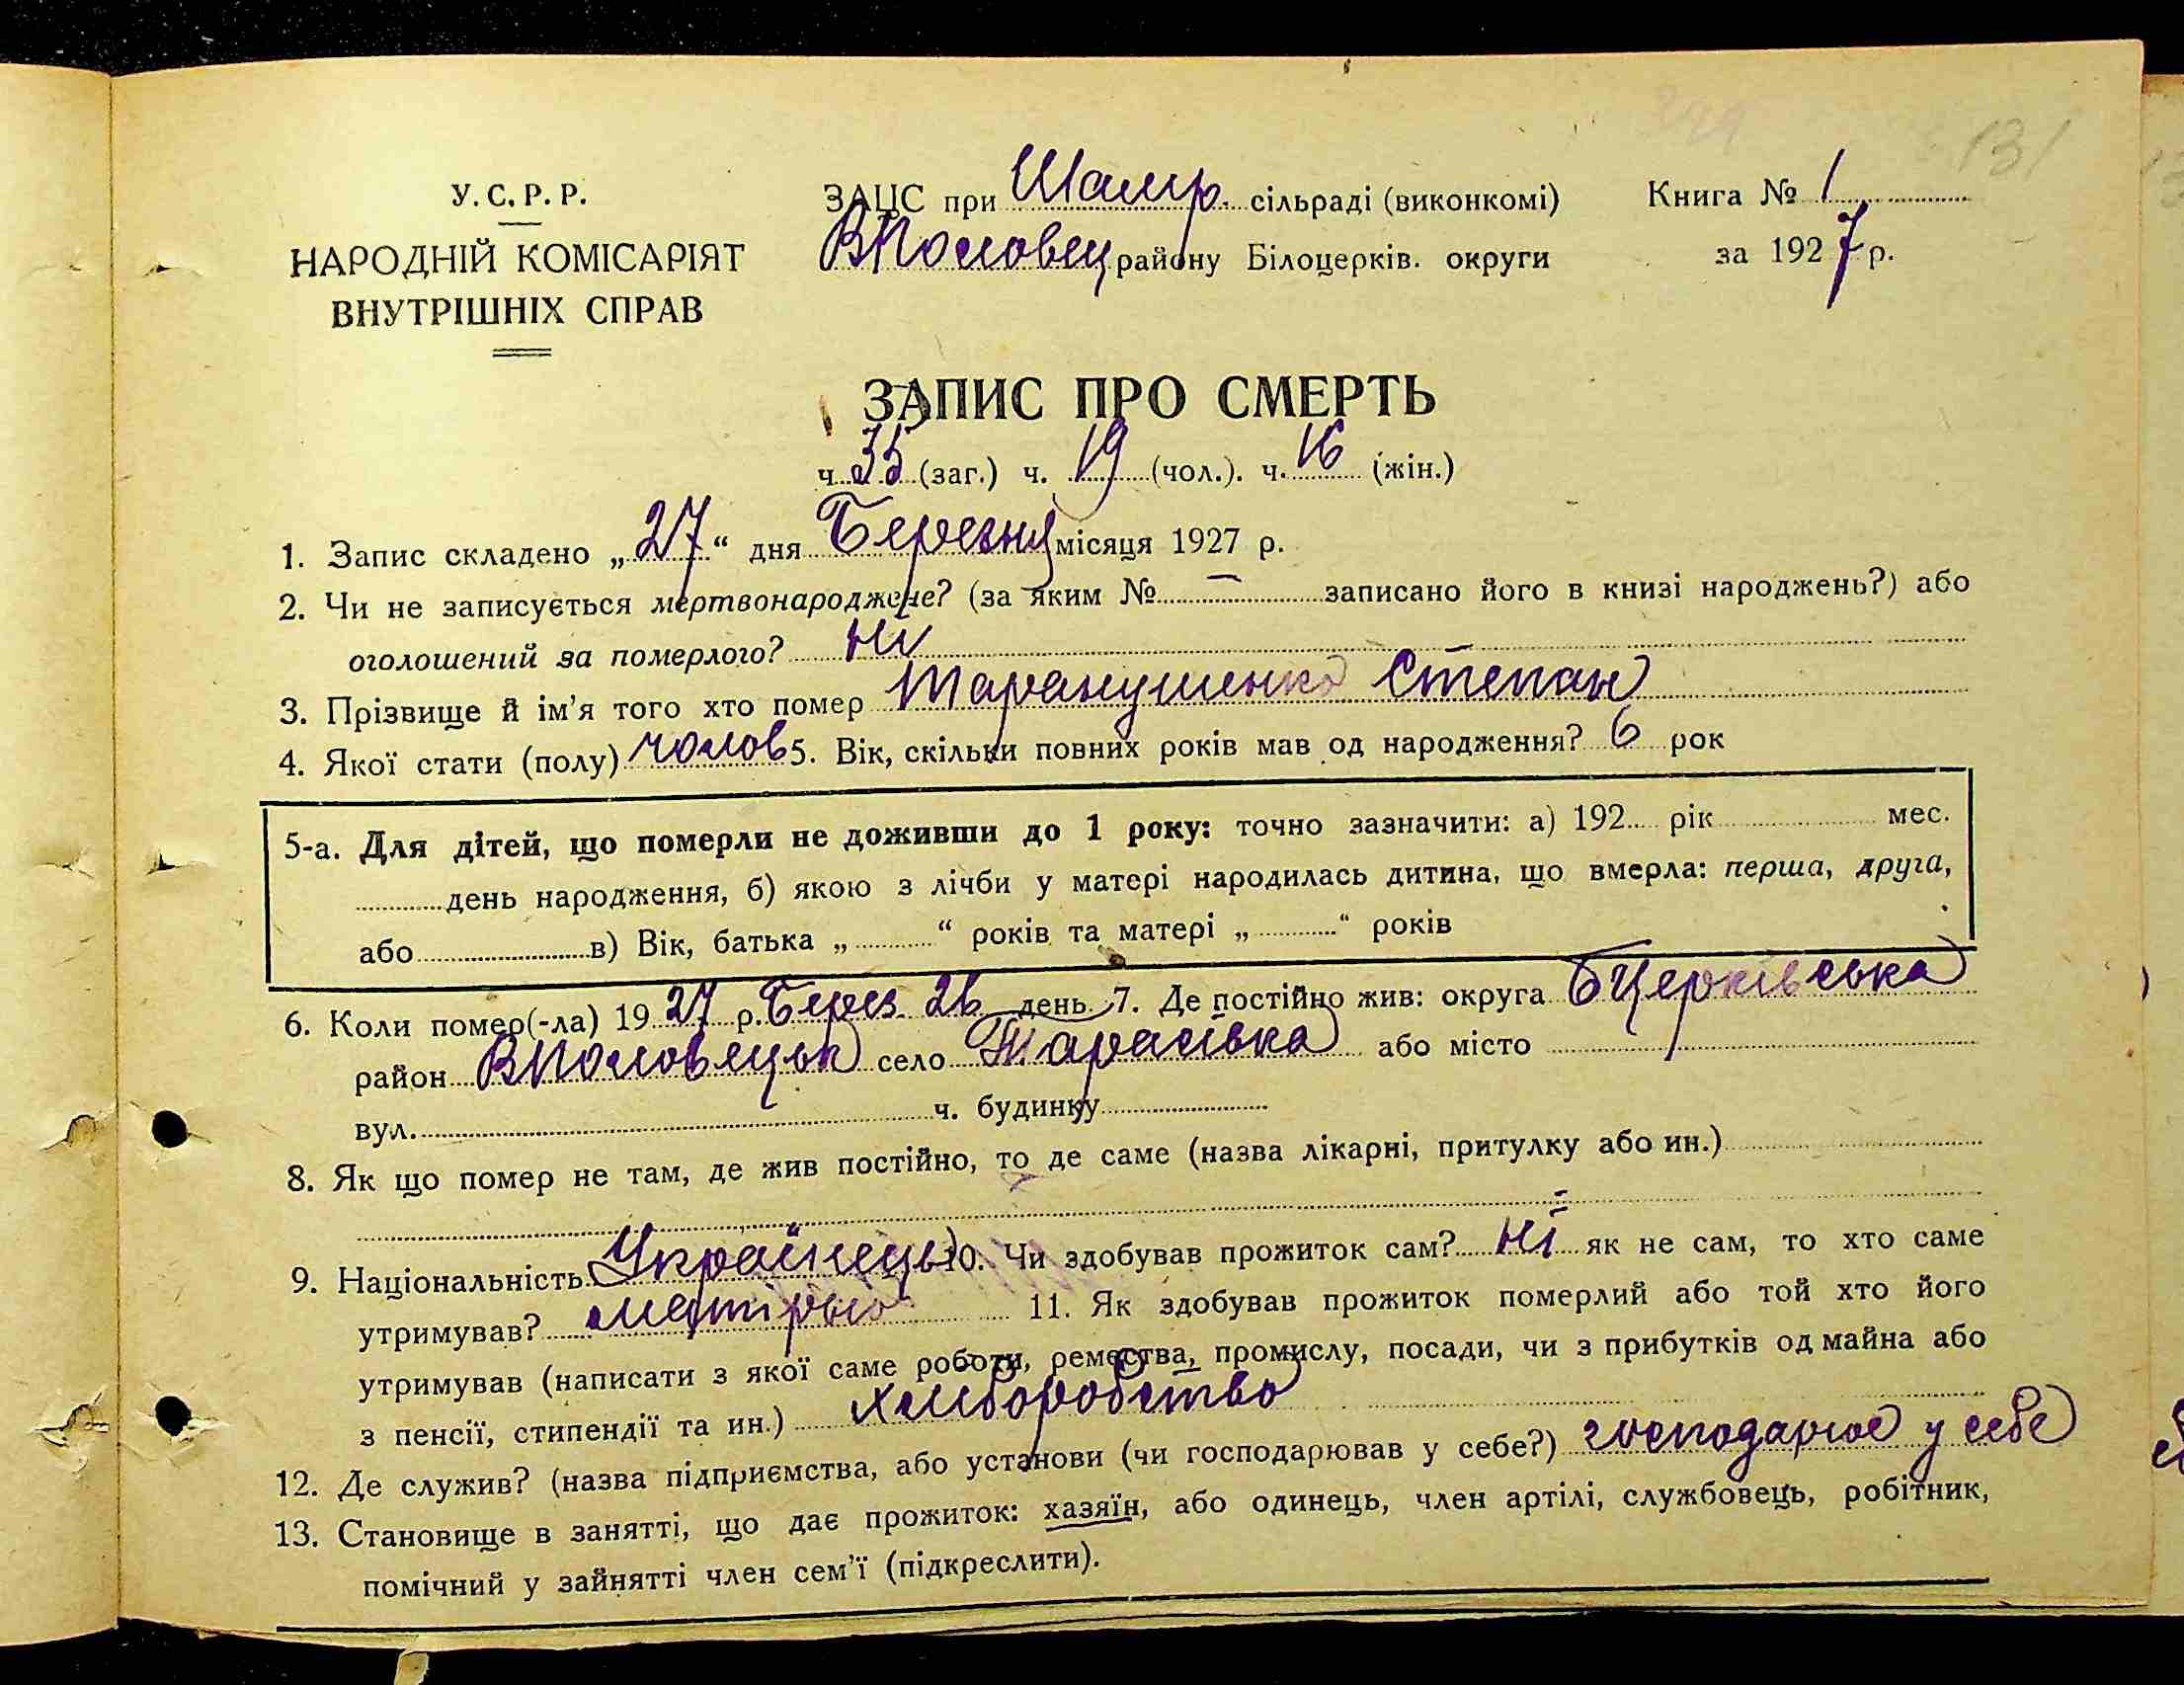 131
У. С. Р. Р.
НАРОДНІЙ КОМІСАРІЯТ
ВНУТРІШНІХ СПРАВ
ЗАЦС при Шамр. сільраді (виконкомі)
ВПоловец району Білоцерків. округи
Книга № 1
за 1927 р.
ЗАПИС ПРО СМЕРТЬ
ч. 35 (заг.) ч. 19 (чол.). ч. 16 (жін.)
1. Запис складено „27“ дня Березня місяця 1927 р.
2. Чи не записується мертвонароджене? (за яким № — записано його в книзі народжень?) або
оголошений за померлого? ні
3. Прізвище й ім'я того хто помер Таранушенко Степан
4. Якої стати (полу) чолов 5. Вік, скільки повних років мав од народження? 6 рок
5-а. Для дітей, що померли не доживши до 1 року: точно зазначити: а) 192 рік мес.
день народження, б) якою з лічби у матері народилась дитина, що вмерла: перша, друга,
або в) Вік, батька „ “ років та матері „ “ років
6. Коли помер(-ла) 1927 р. Берез. 26 день 7. Де постійно жив: округа БЦерківська
район ВПоловецьк село Тарасівка або місто
вул. ч. будинку
8. Як що помер не там, де жив постійно, то де саме (назва лікарні, притулку або ин.)
9. Національність Українець 10. Чи здобував прожиток сам? ні як не сам, то хто саме
утримував? 11. Як здобував прожиток померлий або той хто його
утримував (написати з якої саме роботи, ремества, промислу, посади, чи з прибутків од майна або
з пенсії, стипендії та ин.) хліборобство
12. Де служив? (назва підприємства, або установи (чи господарював у себе?) господарює у себе
13. Становище в занятті, що дає прожиток: хазяїн, або одинець, член артілі, службовець, робітник,
помічний у зайнятті член сем'ї (підкреслити).